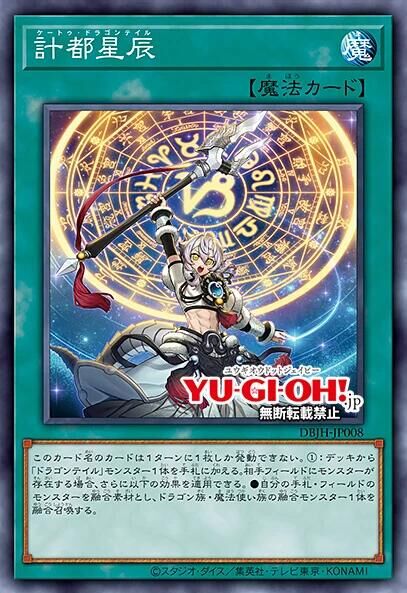 ケートゥ・ドラゴンテイル
計都星辰
魔
【魔法カード】
ユウギオウドットジェイピー
YU-GI-OH!.jp
無断転載禁止
DBJH-JP008
このカード名のカードは1ターンに1枚しか発動できない。①:デッキから
「ドラゴンテイル」モンスター1体を手札に加える。相手フィールドにモンスターが
存在する場合、さらに以下の効果を適用できる。●自分の手札・フィールドの
モンスターを融合素材とし、ドラゴン族・魔法使い族の融合モンスター1体を
融合召喚する。
©スタジオ・ダイス/集英社・テレビ東京・KONAMI